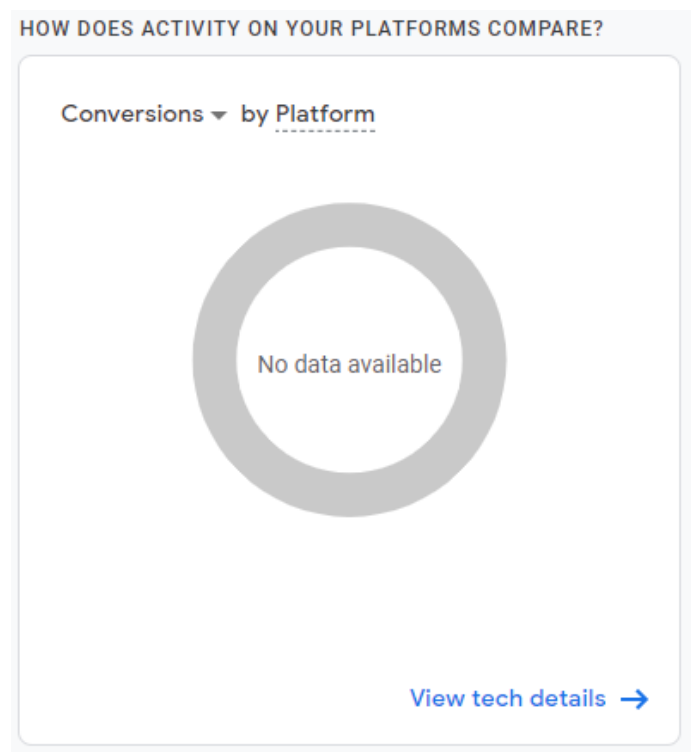 HOW DOES ACTIVITY ON YOUR PLATFORMS COMPARE?
Conversions by Platform
No data available
View tech details